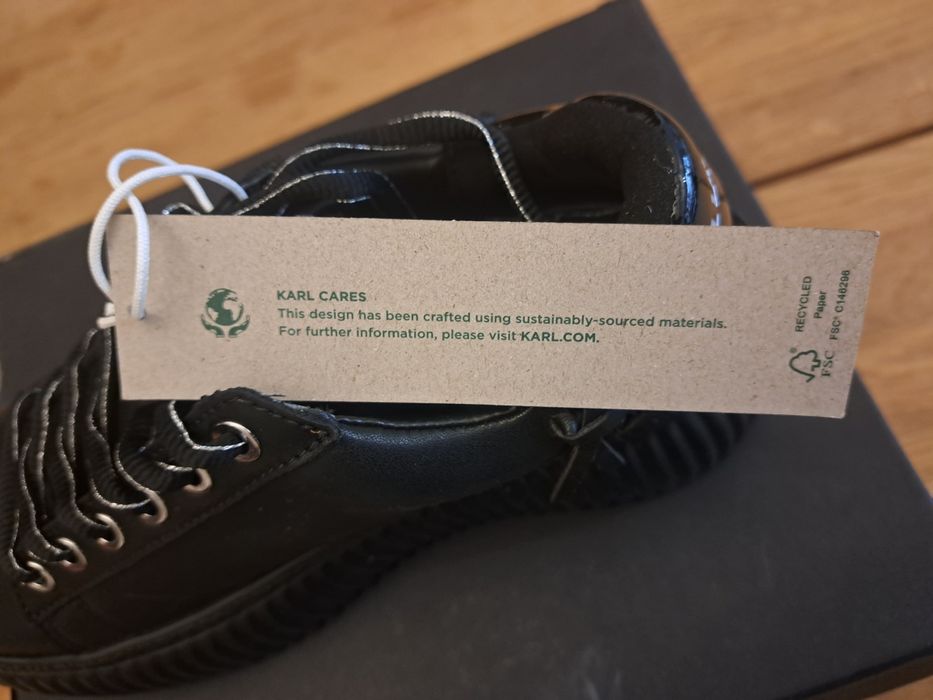 KARL CARES
This design has been crafted using sustainably-sourced materials.
For further information, please visit KARL.COM.
RECYCLED
Paper
FSC® C146298
FSC